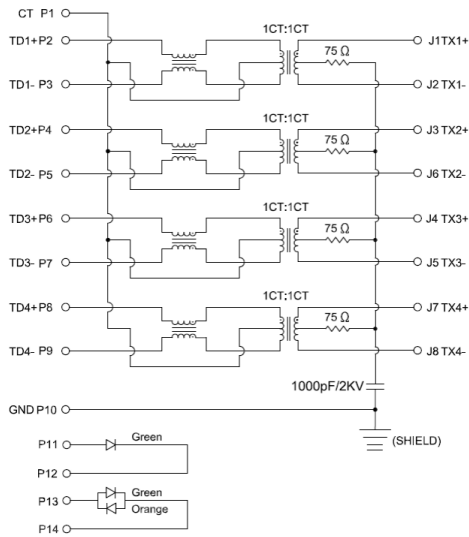 CT P1
1CT:1CT
TD1+P2
75 Ω
J1TX1+
TD1- P3
J2 TX1-
1CT:1CT
TD2+P4
75 Ω
J3 TX2+
TD2- P5
J6 TX2-
1CT:1CT
TD3+P6
75 Ω
J4 TX3+
TD3- P7
J5 TX3-
1CT:1CT
TD4+P8
75 Ω
J7 TX4+
TD4- P9
J8 TX4-
1000pF/2KV
GND P10
(SHIELD)
P11
Green
P12
P13
Green
Orange
P14